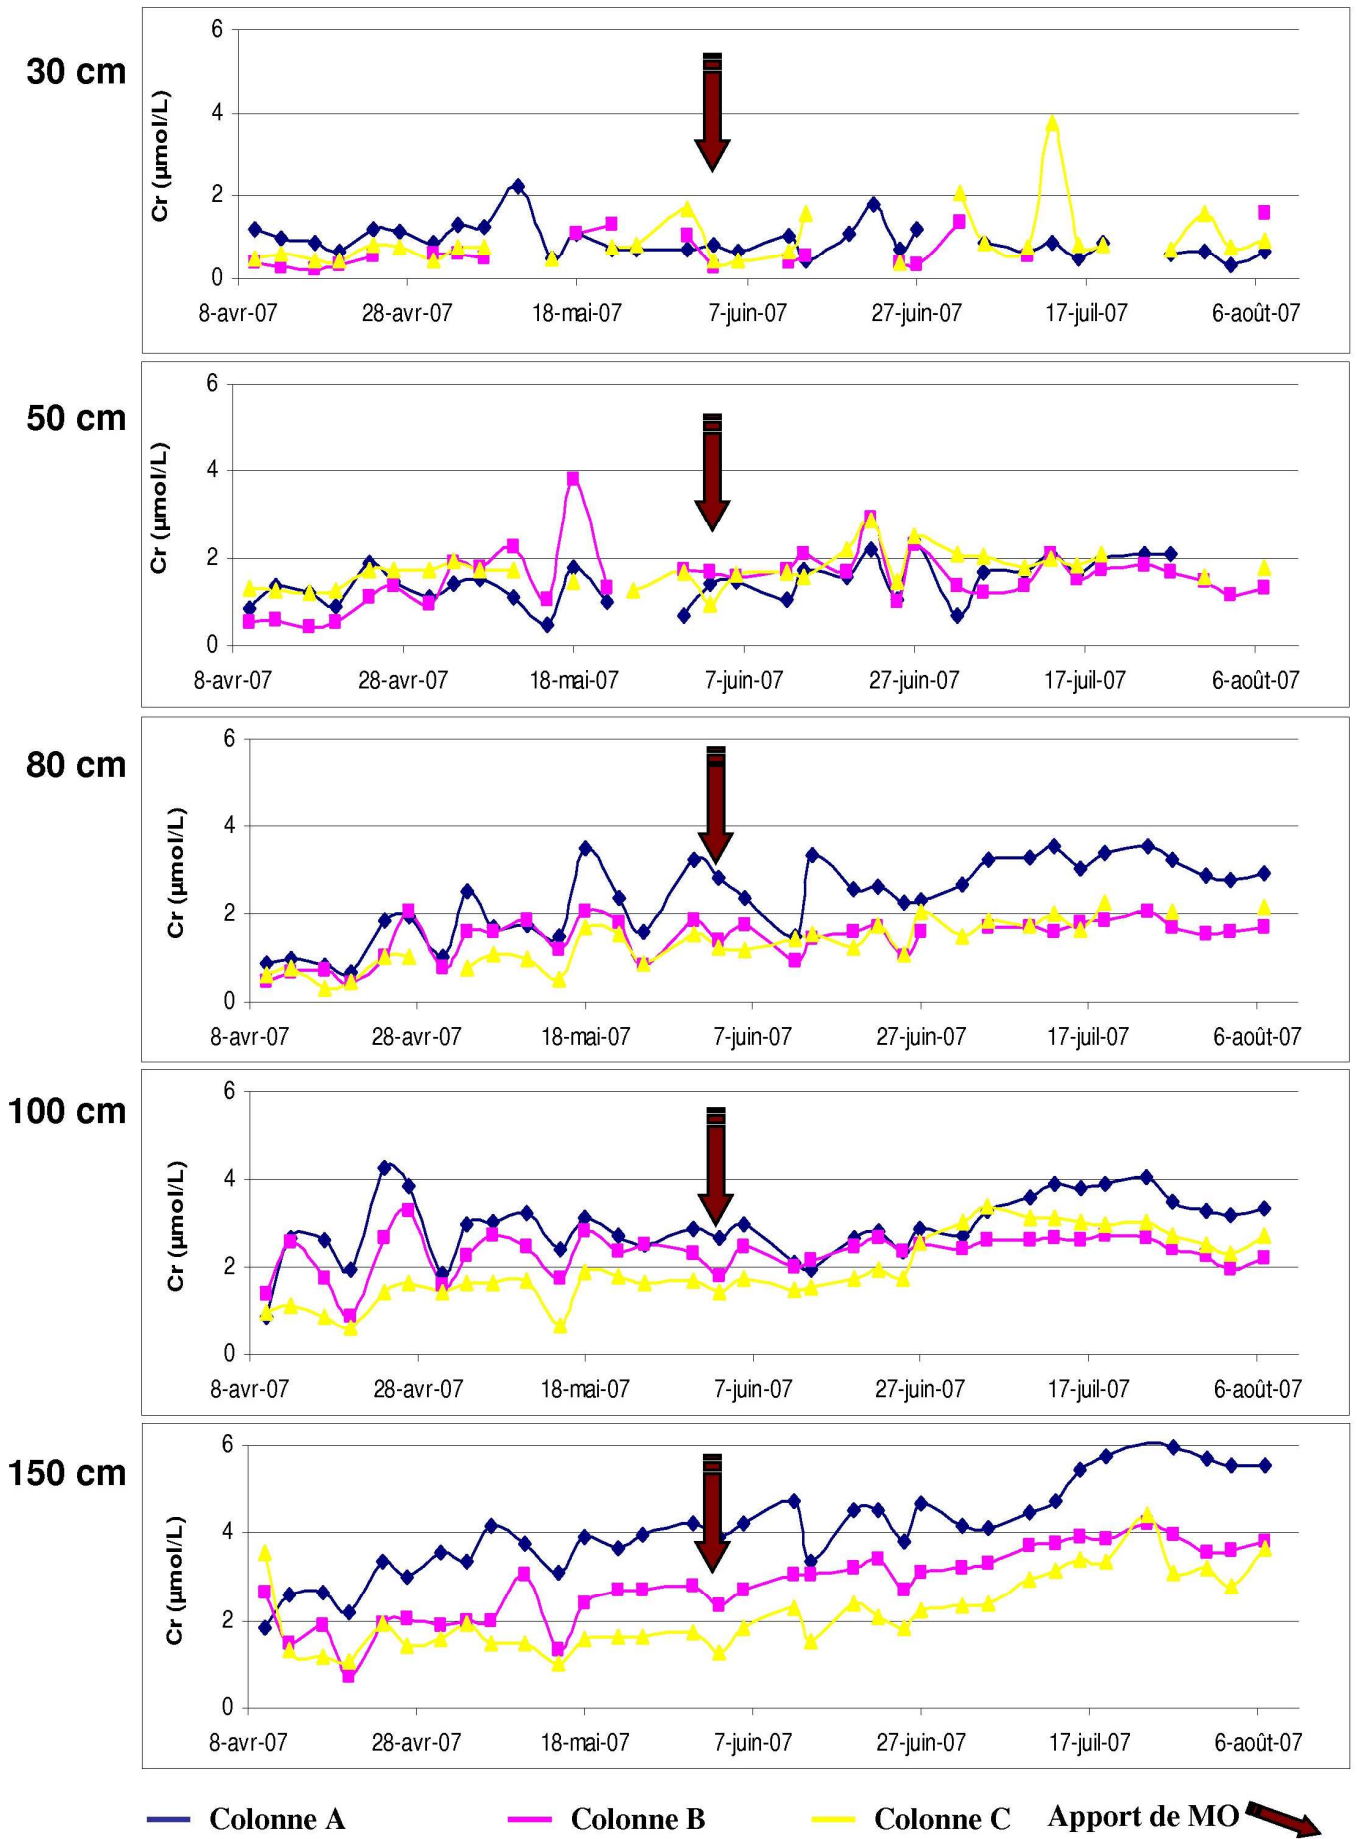 30 cm
Cr (µmol/L)
6
4
2
0
8-avr-07 28-avr-07 18-mai-07 7-juin-07 27-juin-07 17-juil-07 6-août-07
50 cm
Cr (µmol/L)
6
4
2
0
8-avr-07 28-avr-07 18-mai-07 7-juin-07 27-juin-07 17-juil-07 6-août-07
80 cm
Cr (µmol/L)
6
4
2
0
8-avr-07 28-avr-07 18-mai-07 7-juin-07 27-juin-07 17-juil-07 6-août-07
100 cm
Cr (µmol/L)
6
4
2
0
8-avr-07 28-avr-07 18-mai-07 7-juin-07 27-juin-07 17-juil-07 6-août-07
150 cm
Cr (µmol/L)
6
4
2
0
8-avr-07 28-avr-07 18-mai-07 7-juin-07 27-juin-07 17-juil-07 6-août-07
Colonne A Colonne B Colonne C Apport de MO